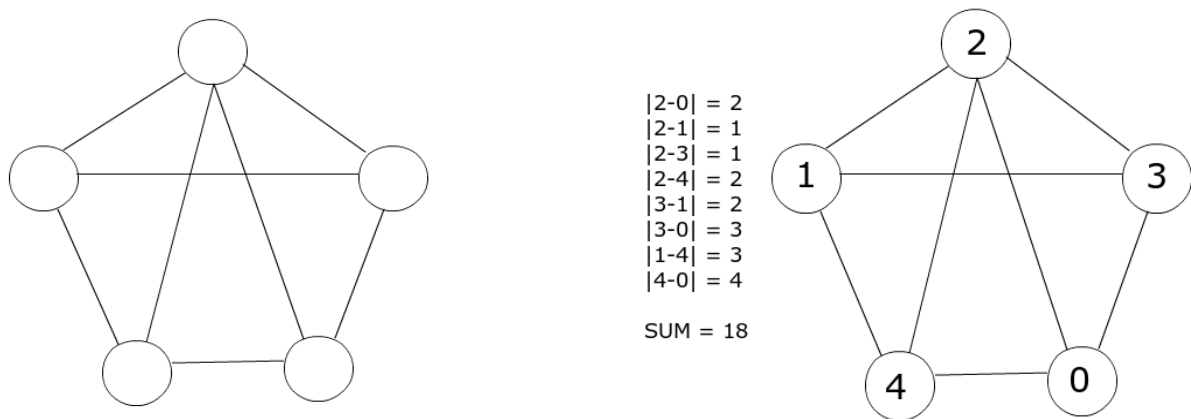 |2-0| = 2
|2-1| = 1
|2-3| = 1
|2-4| = 2
|3-1| = 2
|3-0| = 3
|1-4| = 3
|4-0| = 4
SUM = 18
2
1
3
4
0